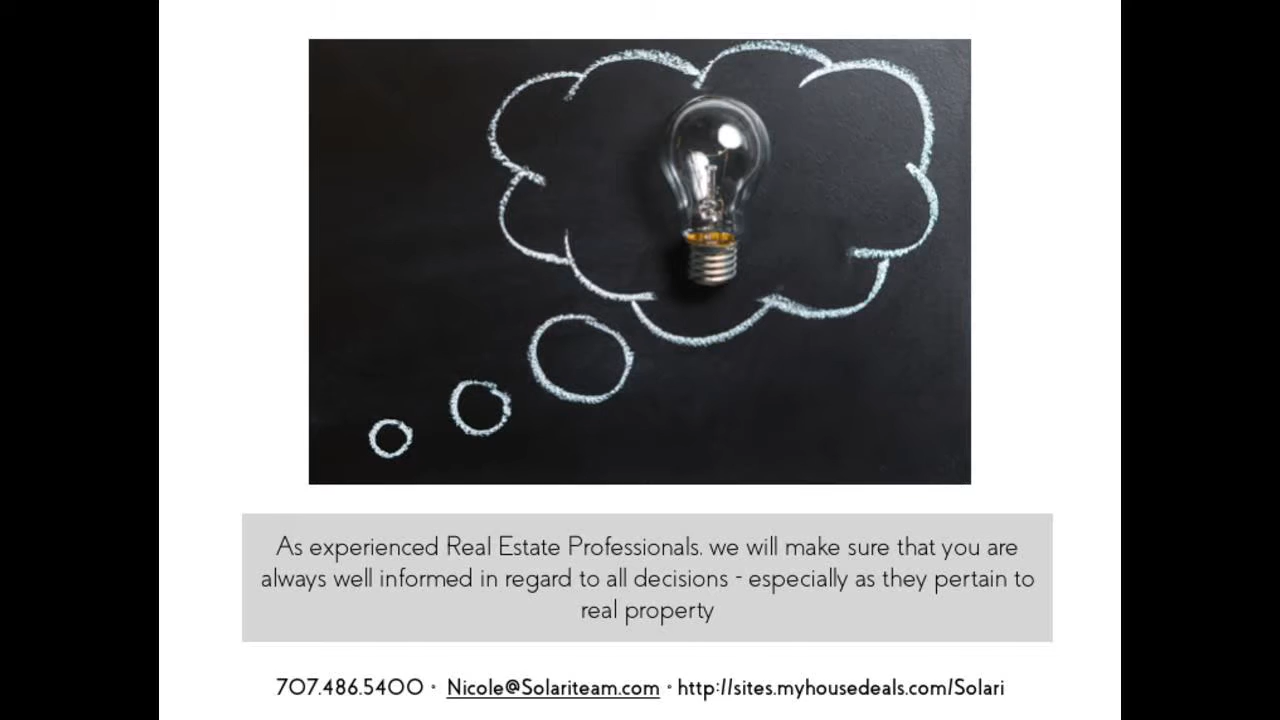 As experienced Real Estate Professionals, we will make sure that you are
always well informed in regard to all decisions - especially as they pertain to
real property
707.486.5400 • Nicole@Solariteam.com • http://sites.myhousedeals.com/Solari